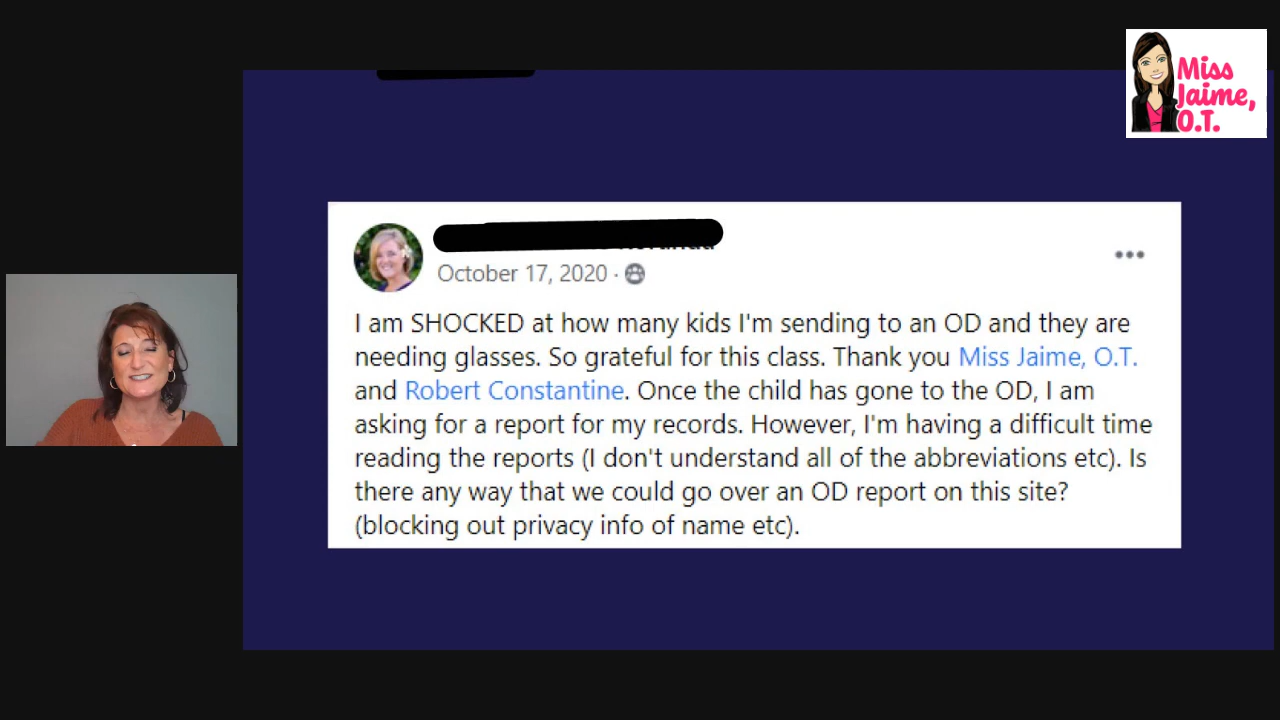 Miss
Jaime,
O.T.
October 17, 2020 ·
I am SHOCKED at how many kids I'm sending to an OD and they are
needing glasses. So grateful for this class. Thank you Miss Jaime, O.T.
and Robert Constantine. Once the child has gone to the OD, I am
asking for a report for my records. However, I'm having a difficult time
reading the reports (I don't understand all of the abbreviations etc). Is
there any way that we could go over an OD report on this site?
(blocking out privacy info of name etc).